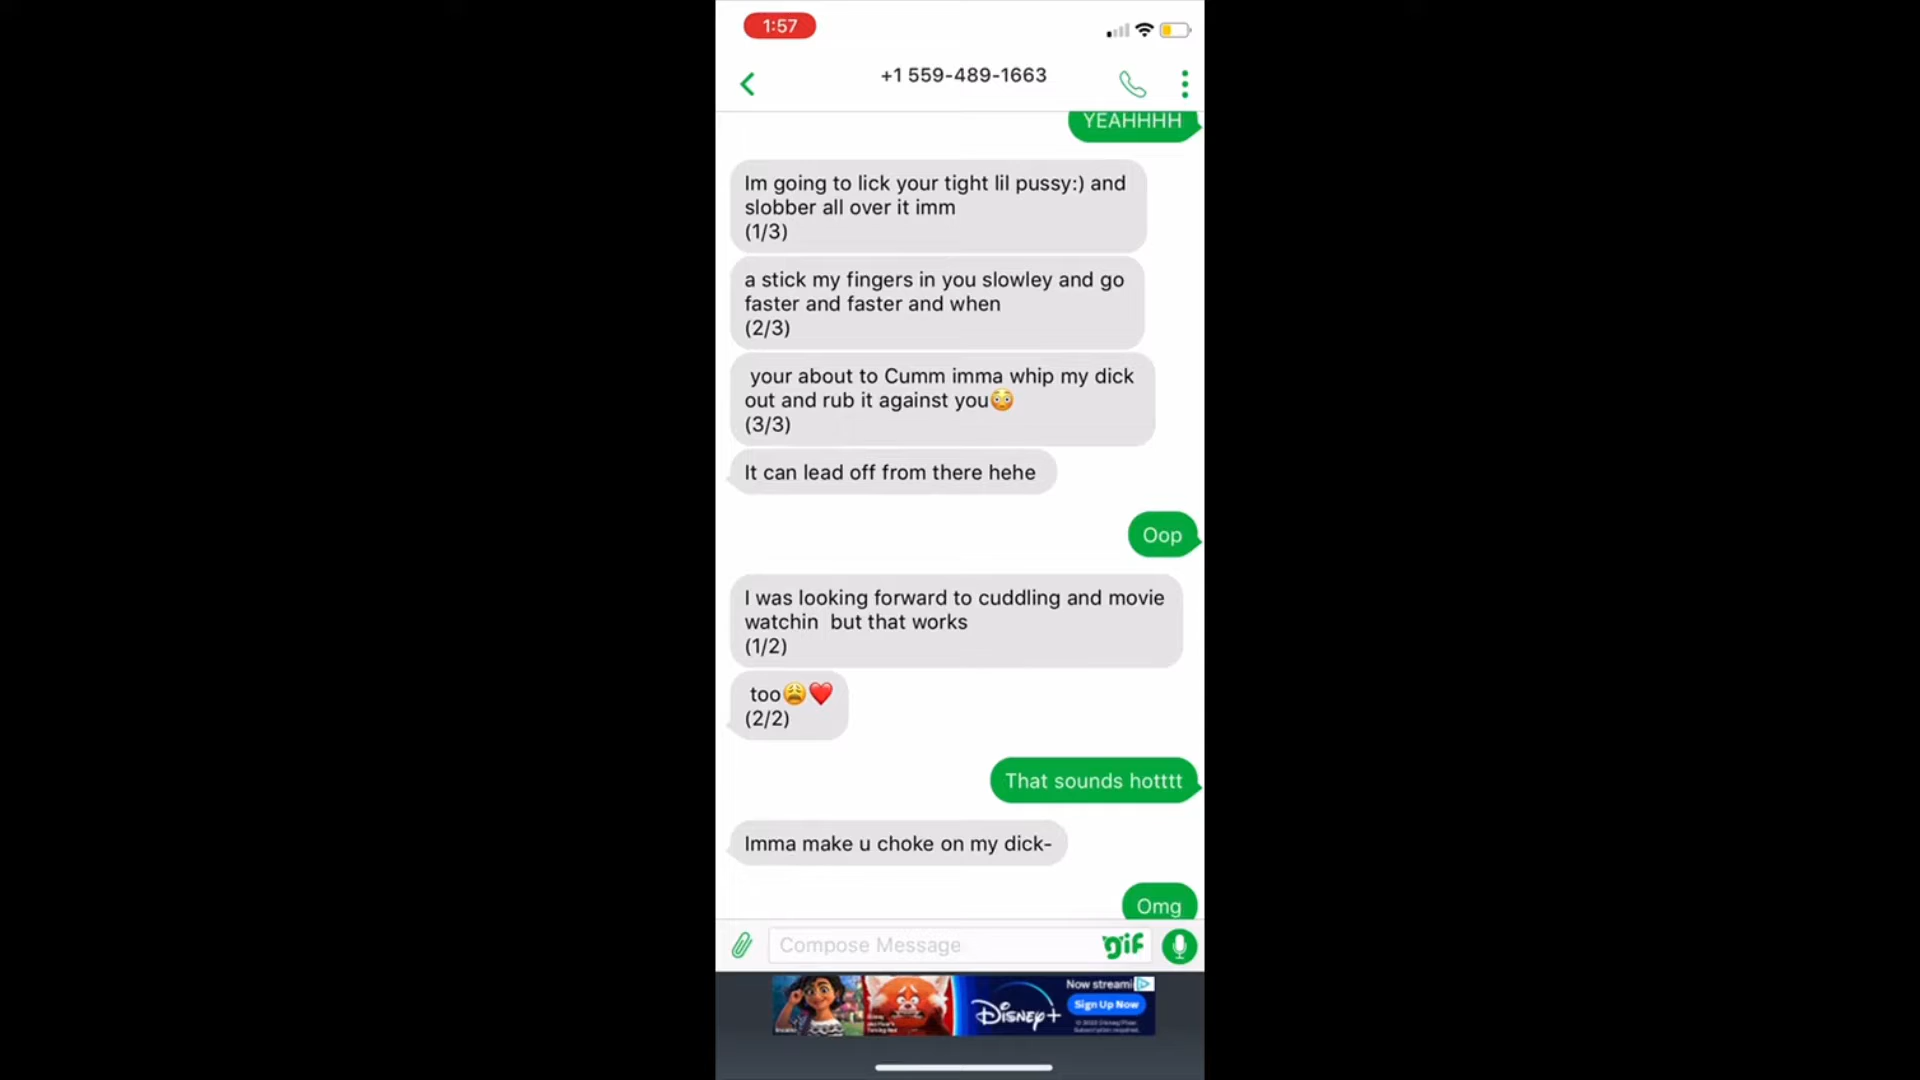 1:57
+1 559-489-1663
YEAHHHH
Im going to lick your tight lil pussy:) and
slobber all over it imm
(1/3)
a stick my fingers in you slowley and go
faster and faster and when
(2/3)
your about to Cumm imma whip my dick
out and rub it against you😳
(3/3)
It can lead off from there hehe
Oop
I was looking forward to cuddling and movie
watchin  but that works
(1/2)
too😩❤️
(2/2)
That sounds hotttt
Imma make u choke on my dick-
Omg
Compose Message
gif
Now streami
Disney+
Sign Up Now